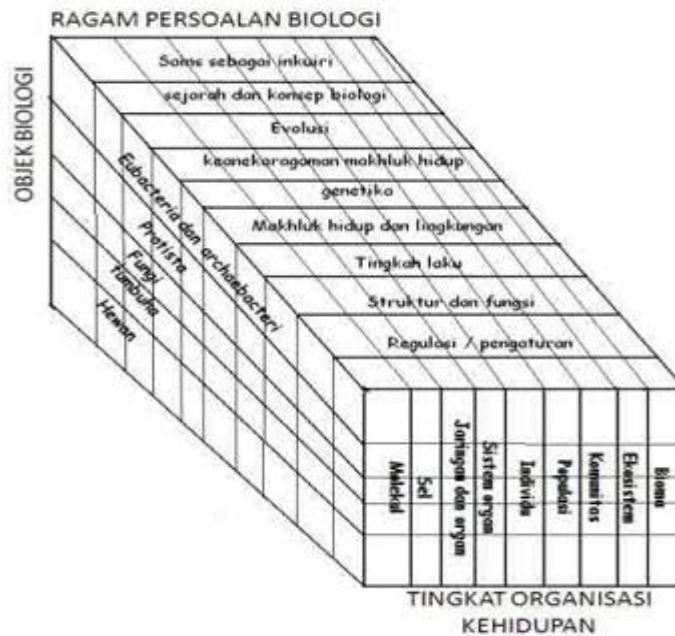 RAGAM PERSOALAN BIOLOGI
OBJEK BIOLOGI
Sains sebagai inkuiri
sejarah dan konsep biologi
Evolusi
keanekaragaman makhluk hidup
genetika
Makhluk hidup dan lingkungan
Tingkah laku
Struktur dan fungsi
Regulasi / pengaturan
Eubacteria dan archaebacteri
Protista
Fungi
Tumbuha
Hewan
Molekul
Sel
Jaringan dan organ
Sistem organ
Individu
Populasi
Komunitas
Ekosistem
Bioma
TINGKAT ORGANISASI
KEHIDUPAN